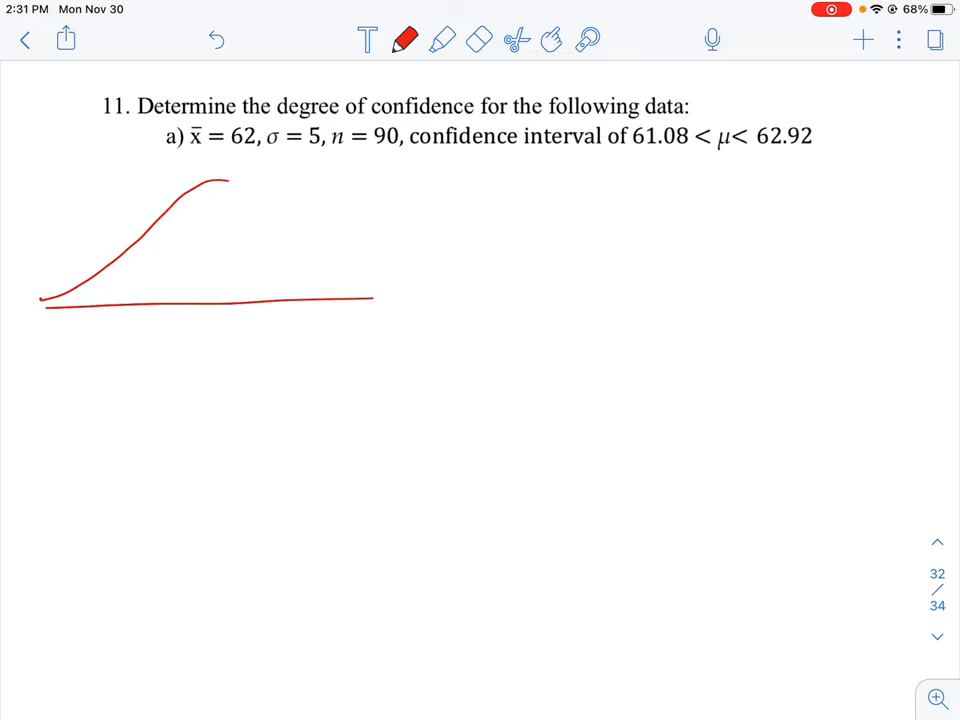 2:31 PM Mon Nov 30 68%
T
11. Determine the degree of confidence for the following data:
a) x̄ = 62, σ = 5, n = 90, confidence interval of 61.08 < μ < 62.92
32
/
34